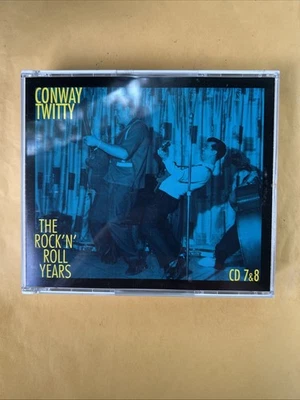 CONWAY
TWITTY
THE
ROCK'N'
ROLL
YEARS
CD 7&8